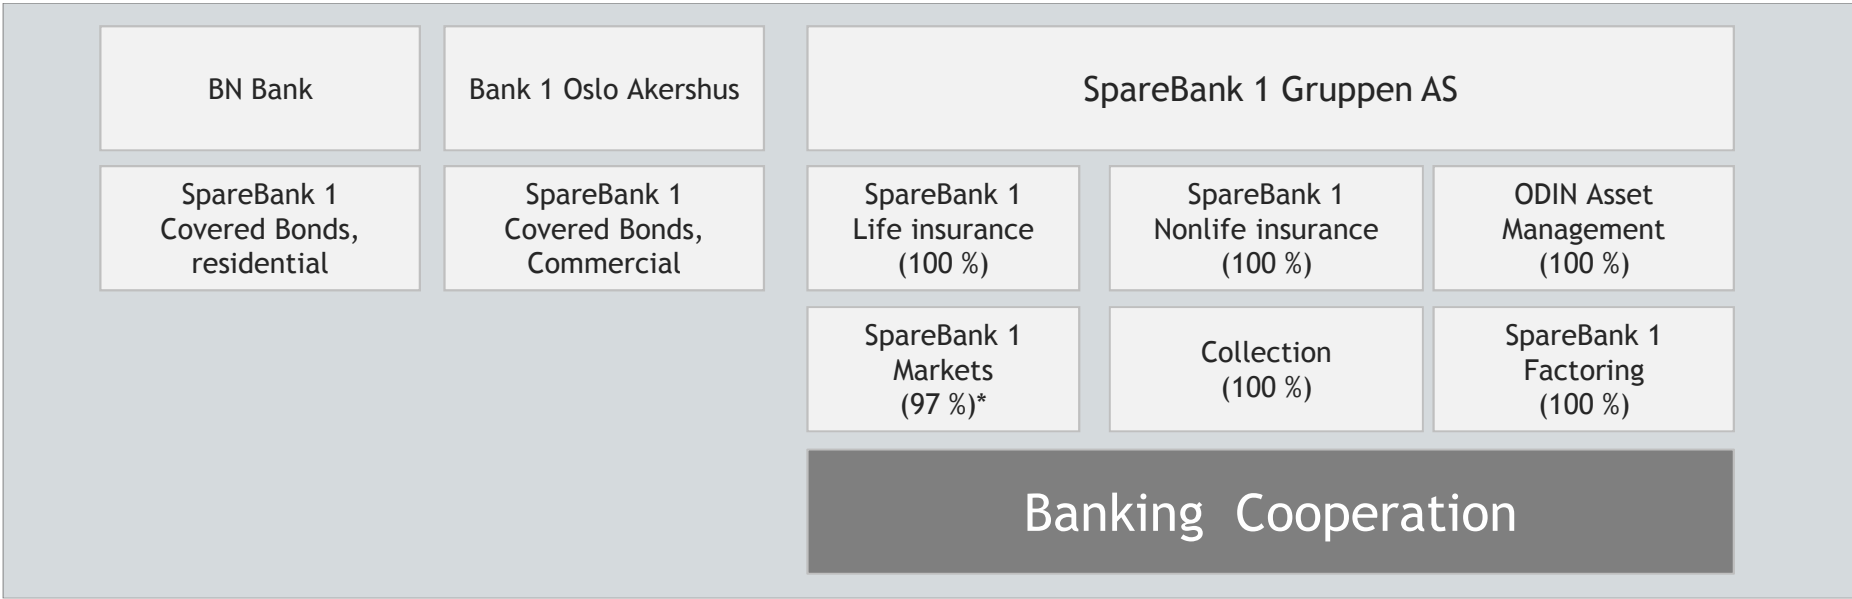 BN Bank
Bank 1 Oslo Akershus
SpareBank 1 Gruppen AS
SpareBank 1
Covered Bonds,
residential
SpareBank 1
Covered Bonds,
Commercial
SpareBank 1
Life insurance
(100 %)
SpareBank 1
Nonlife insurance
(100 %)
ODIN Asset
Management
(100 %)
SpareBank 1
Markets
(97 %)*
Collection
(100 %)
SpareBank 1
Factoring
(100 %)
Banking Cooperation